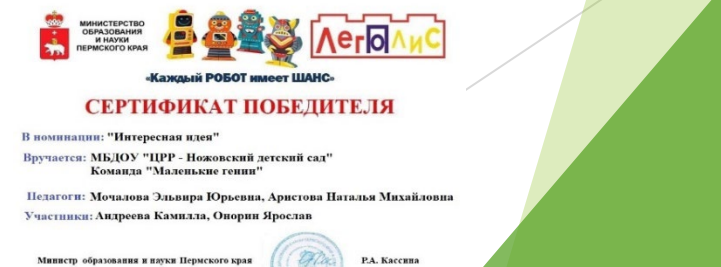 МИНИСТЕРСТВО
ОБРАЗОВАНИЯ
И НАУКИ
ПЕРМСКОГО КРАЯ
ЛегОлиС
«Каждый РОБОТ имеет ШАНС»
СЕРТИФИКАТ ПОБЕДИТЕЛЯ
В номинации: "Интересная идея"
Вручается: МБДОУ "ЦРР - Ножовский детский сад"
Команда "Маленькие гении"
Педагоги: Мочалова Эльвира Юрьевна, Аристова Наталья Михайловна
Участники: Андреева Камилла, Онорин Ярослав
Министр образования и науки Пермского края Р.А. Кассина